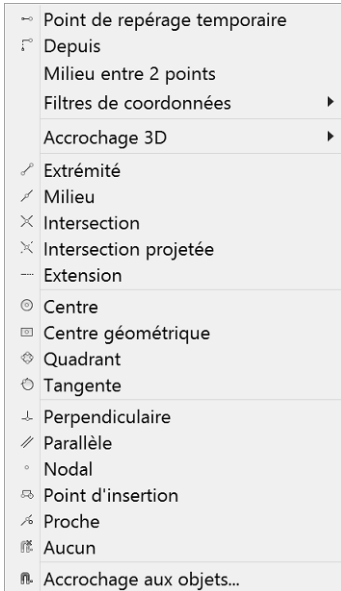 Point de repérage temporaire
Depuis
Milieu entre 2 points
Filtres de coordonnées
Accrochage 3D
Extrémité
Milieu
Intersection
Intersection projetée
Extension
Centre
Centre géométrique
Quadrant
Tangente
Perpendiculaire
Parallèle
Nodal
Point d'insertion
Proche
Aucun
Accrochage aux objets...